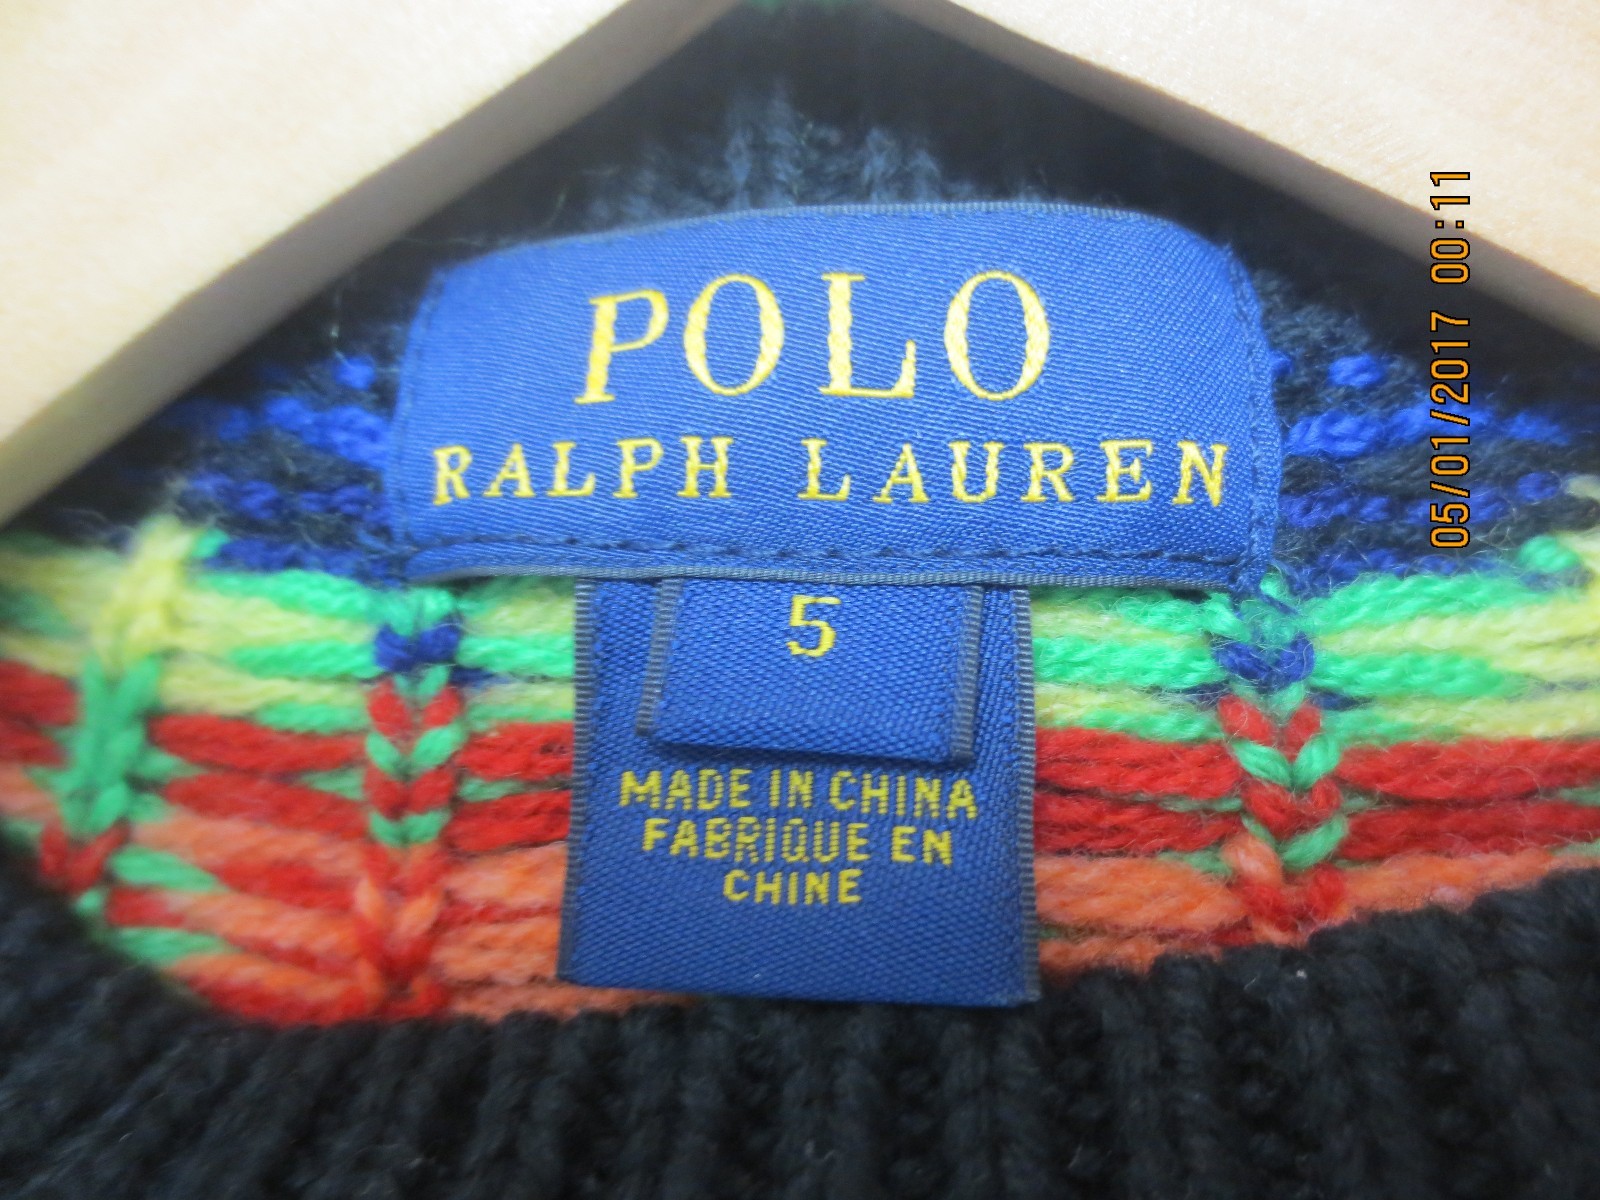 POLO
RALPH LAUREN
5
MADE IN CHINA
FABRIQUE EN
CHINE
05/01/2017 00:11